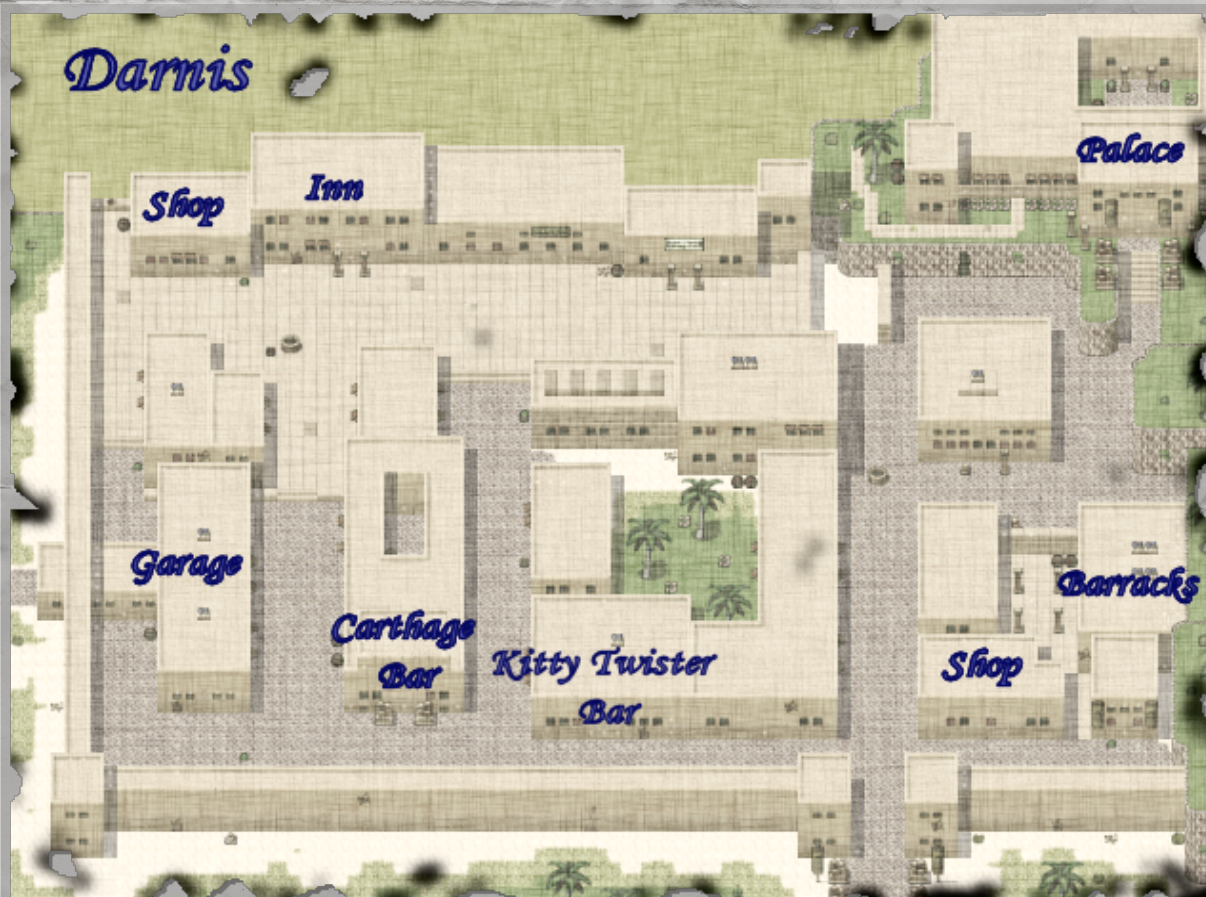 Darnis
Palace
Shop
Inn
Garage
Barracks
Carthage
Bar
Kitty Twister
Bar
Shop